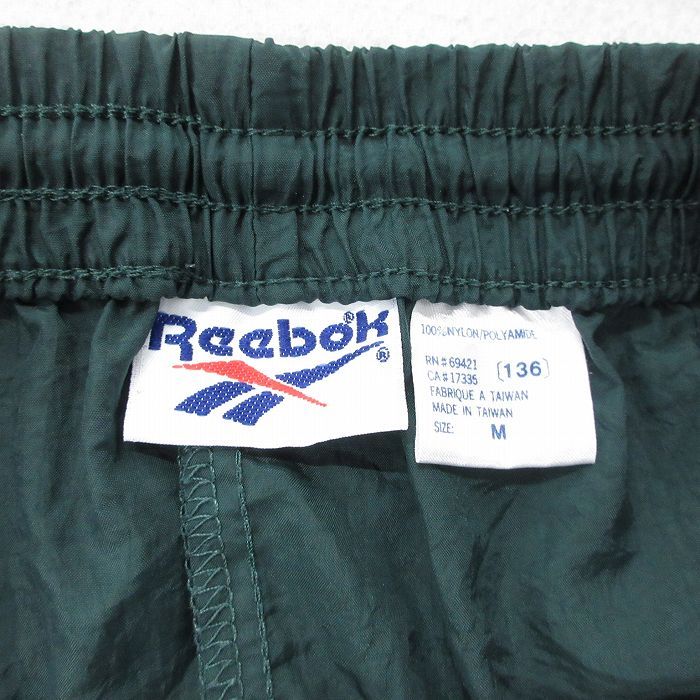 Reebok®
®
100% NYLON/POLYAMIDE
RN# 69421 [136]
CA# 17335
FABRIQUE A TAIWAN
MADE IN TAIWAN
SIZE: M